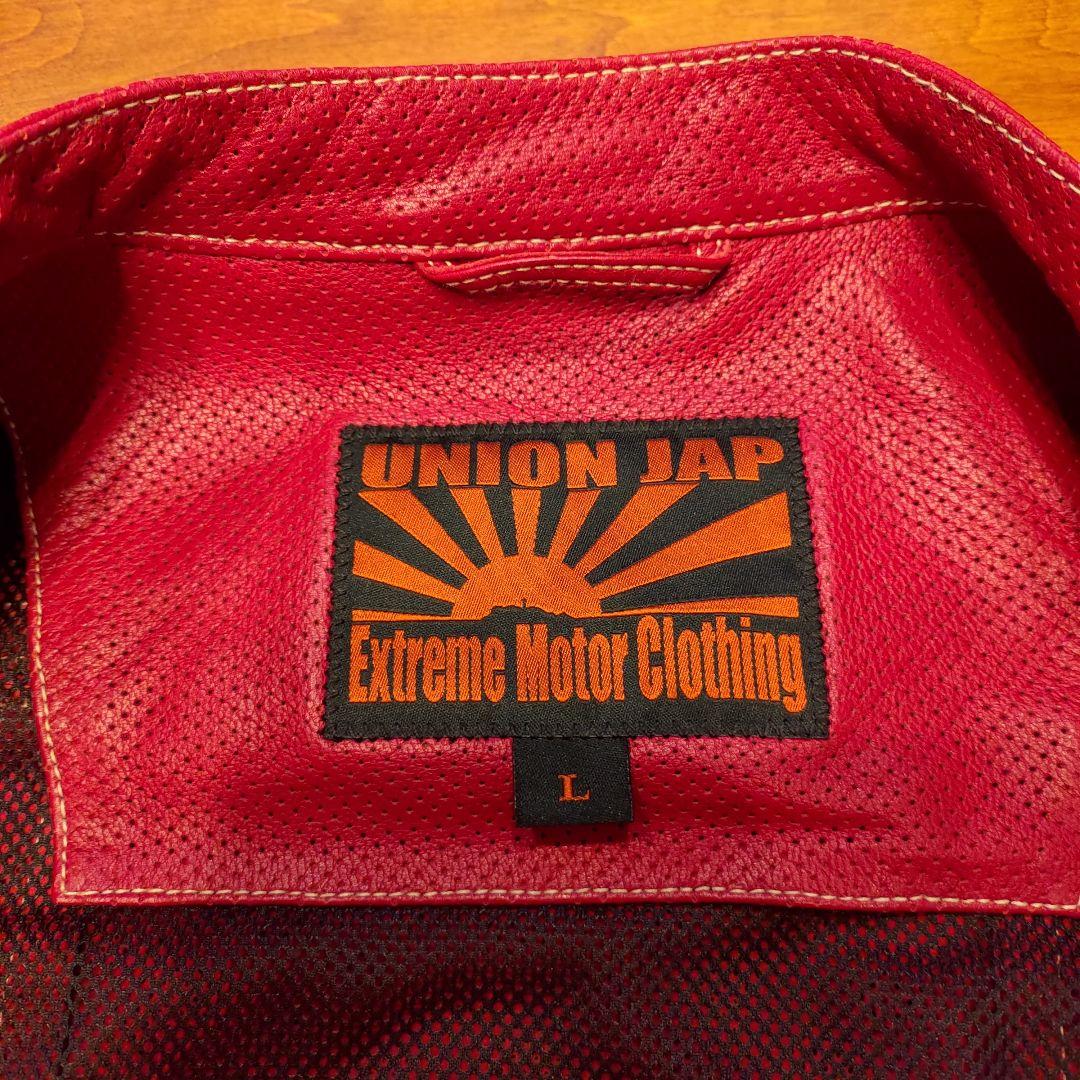 UNION JAP
Extreme Motor Clothing
L